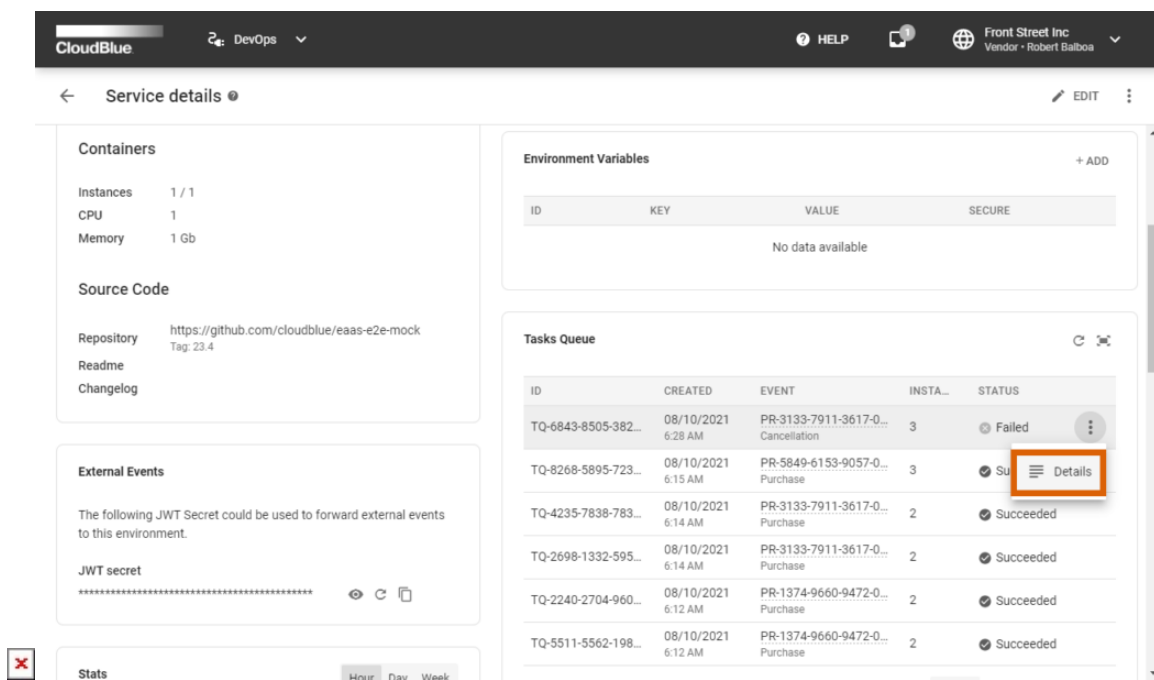 CloudBlue
DevOps
HELP
1
Front Street Inc
Vendor • Robert Balboa
Service details
EDIT
Containers
Instances 1 / 1
CPU 1
Memory 1 Gb
Source Code
Repository https://github.com/cloudblue/eaas-e2e-mock
Tag: 23.4
Readme
Changelog
External Events
The following JWT Secret could be used to forward external events
to this environment.
JWT secret
********************************************
Stats
Hour Day Week
Environment Variables
+ ADD
ID KEY VALUE SECURE
No data available
Tasks Queue
ID CREATED EVENT INSTA... STATUS
TQ-6843-8505-382... 08/10/2021 PR-3133-7911-3617-0... 3 Failed
6:28 AM Cancellation
TQ-8268-5895-723... 08/10/2021 PR-5849-6153-9057-0... 3 Su
6:15 AM Purchase
Details
TQ-4235-7838-783... 08/10/2021 PR-3133-7911-3617-0... 2 Succeeded
6:14 AM Purchase
TQ-2698-1332-595... 08/10/2021 PR-3133-7911-3617-0... 2 Succeeded
6:14 AM Purchase
TQ-2240-2704-960... 08/10/2021 PR-1374-9660-9472-0... 2 Succeeded
6:12 AM Purchase
TQ-5511-5562-198... 08/10/2021 PR-1374-9660-9472-0... 2 Succeeded
6:12 AM Purchase